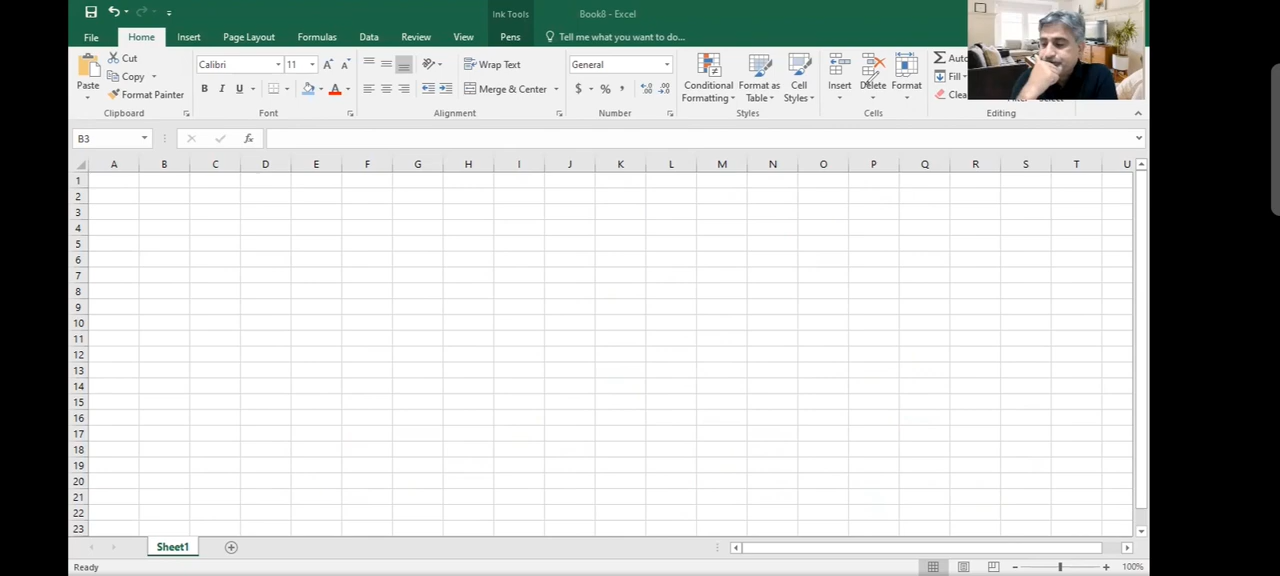 Ink Tools
Book8 - Excel
File
Home
Insert
Page Layout
Formulas
Data
Review
View
Pens
Tell me what you want to do...
Paste
Cut
Copy
Format Painter
Clipboard
Calibri
11
B I U
Font
Wrap Text
Merge & Center
Alignment
General
$ % ,
Number
Conditional
Formatting
Format as
Table
Cell
Styles
Styles
Insert
Delete
Format
Cells
Σ Auto
Fill
Clea
Editing
B3
fx
A B C D E F G H I J K L M N O P Q R S T U
1
2
3
4
5
6
7
8
9
10
11
12
13
14
15
16
17
18
19
20
21
22
23
Sheet1
Ready
100%